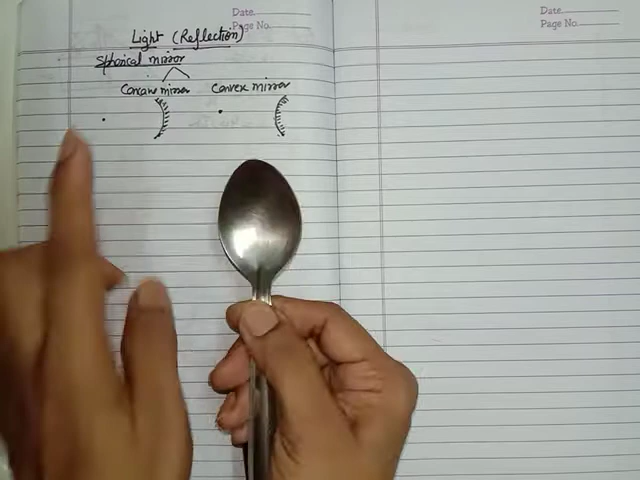 Date
Page No.
Date
Page No.
Light (Reflection)
Spherical mirror
Concave mirror Convex mirror